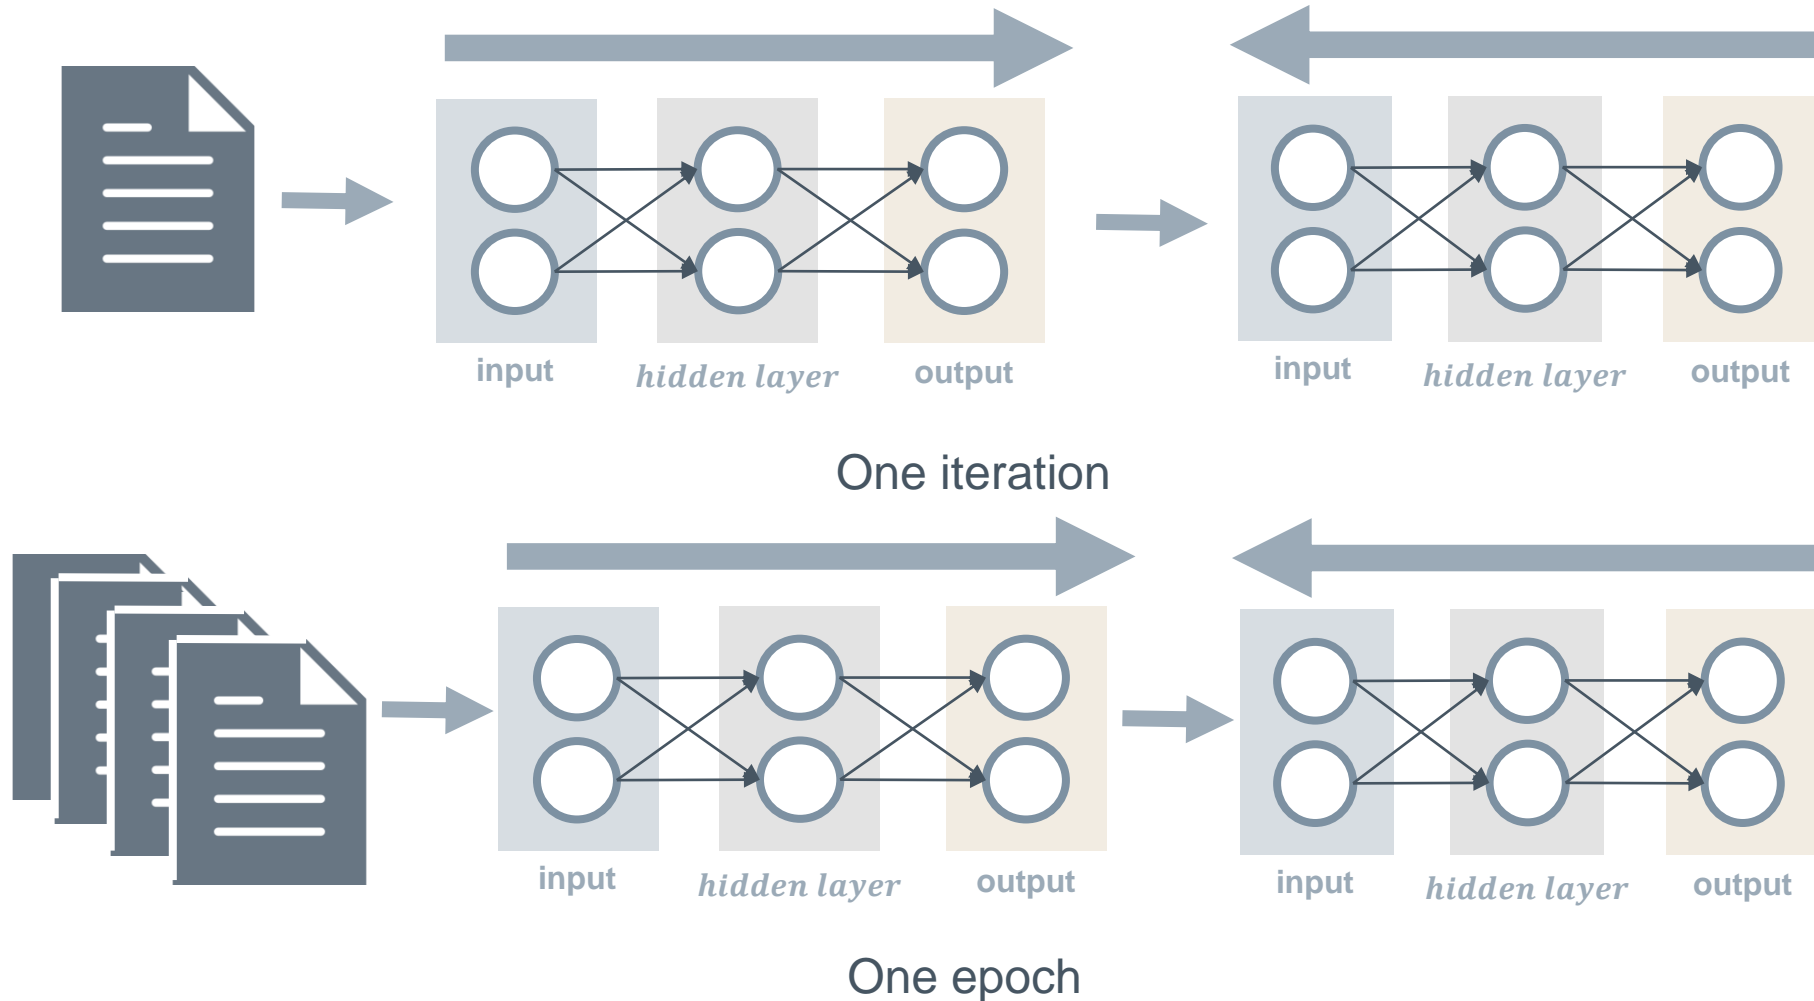 input hidden layer output input hidden layer output
One iteration
input hidden layer output input hidden layer output
One epoch